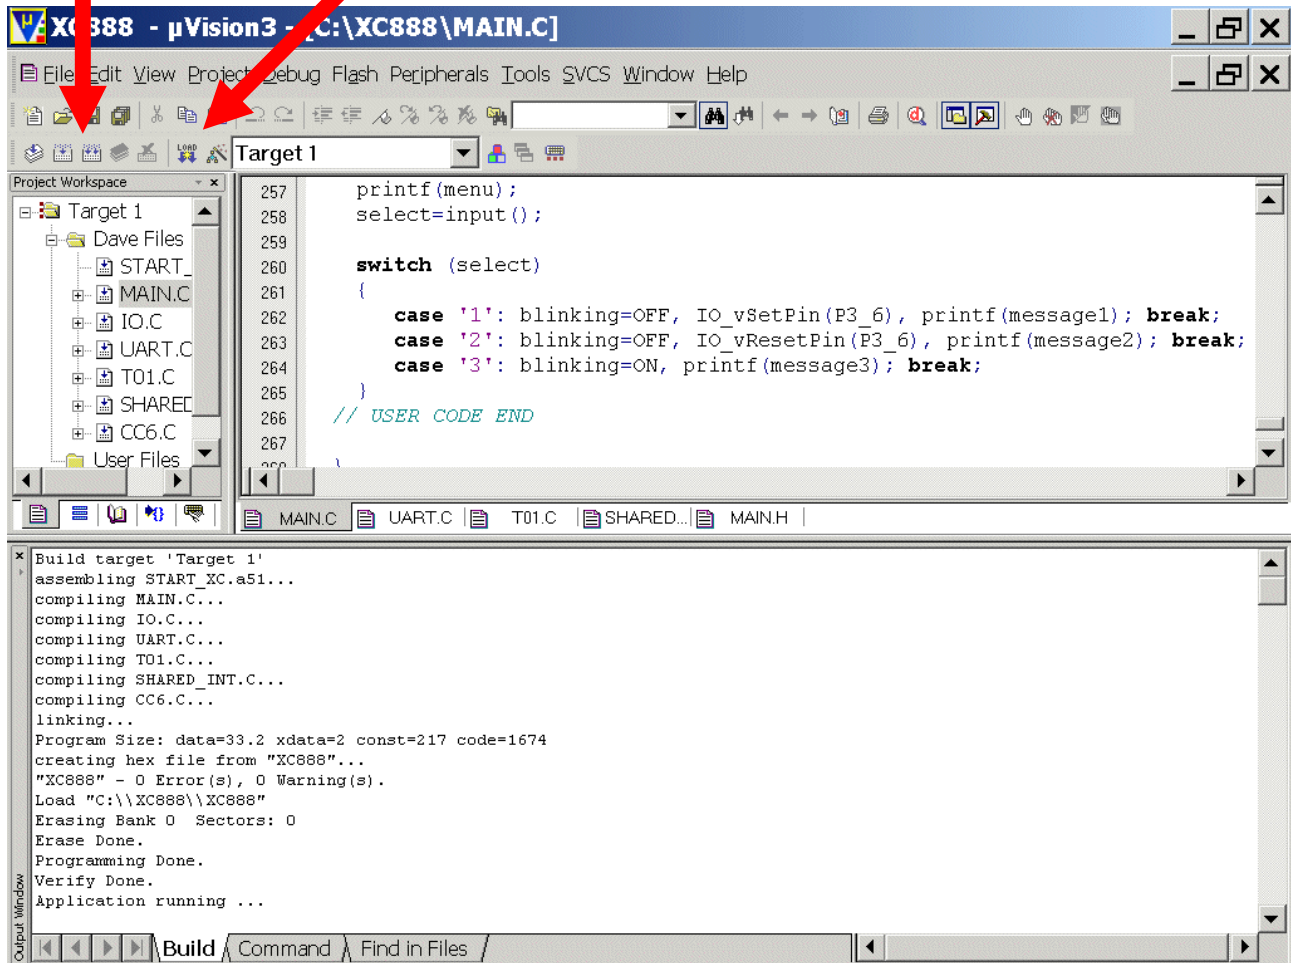 XC888 - µVision3 - [C:\XC888\MAIN.C]
File Edit View Project Debug Flash Peripherals Tools SVCS Window Help
LOAD Target 1
Project Workspace
Target 1
Dave Files
START_
MAIN.C
IO.C
UART.C
T01.C
SHARED
CC6.C
User Files
257 printf(menu);
258 select=input();
259
260 switch (select)
261 {
262 case '1': blinking=OFF, IO_vSetPin(P3_6), printf(message1); break;
263 case '2': blinking=OFF, IO_vResetPin(P3_6), printf(message2); break;
264 case '3': blinking=ON, printf(message3); break;
265 }
266 // USER CODE END
267
268 }
MAIN.C UART.C T01.C SHARED... MAIN.H
Build target 'Target 1'
assembling START_XC.a51...
compiling MAIN.C...
compiling IO.C...
compiling UART.C...
compiling T01.C...
compiling SHARED_INT.C...
compiling CC6.C...
linking...
Program Size: data=33.2 xdata=2 const=217 code=1674
creating hex file from "XC888"...
"XC888" - 0 Error(s), 0 Warning(s).
Load "C:\\XC888\\XC888"
Erasing Bank 0  Sectors: 0
Erase Done.
Programming Done.
Verify Done.
Application running ...
Output Window
Build Command Find in Files